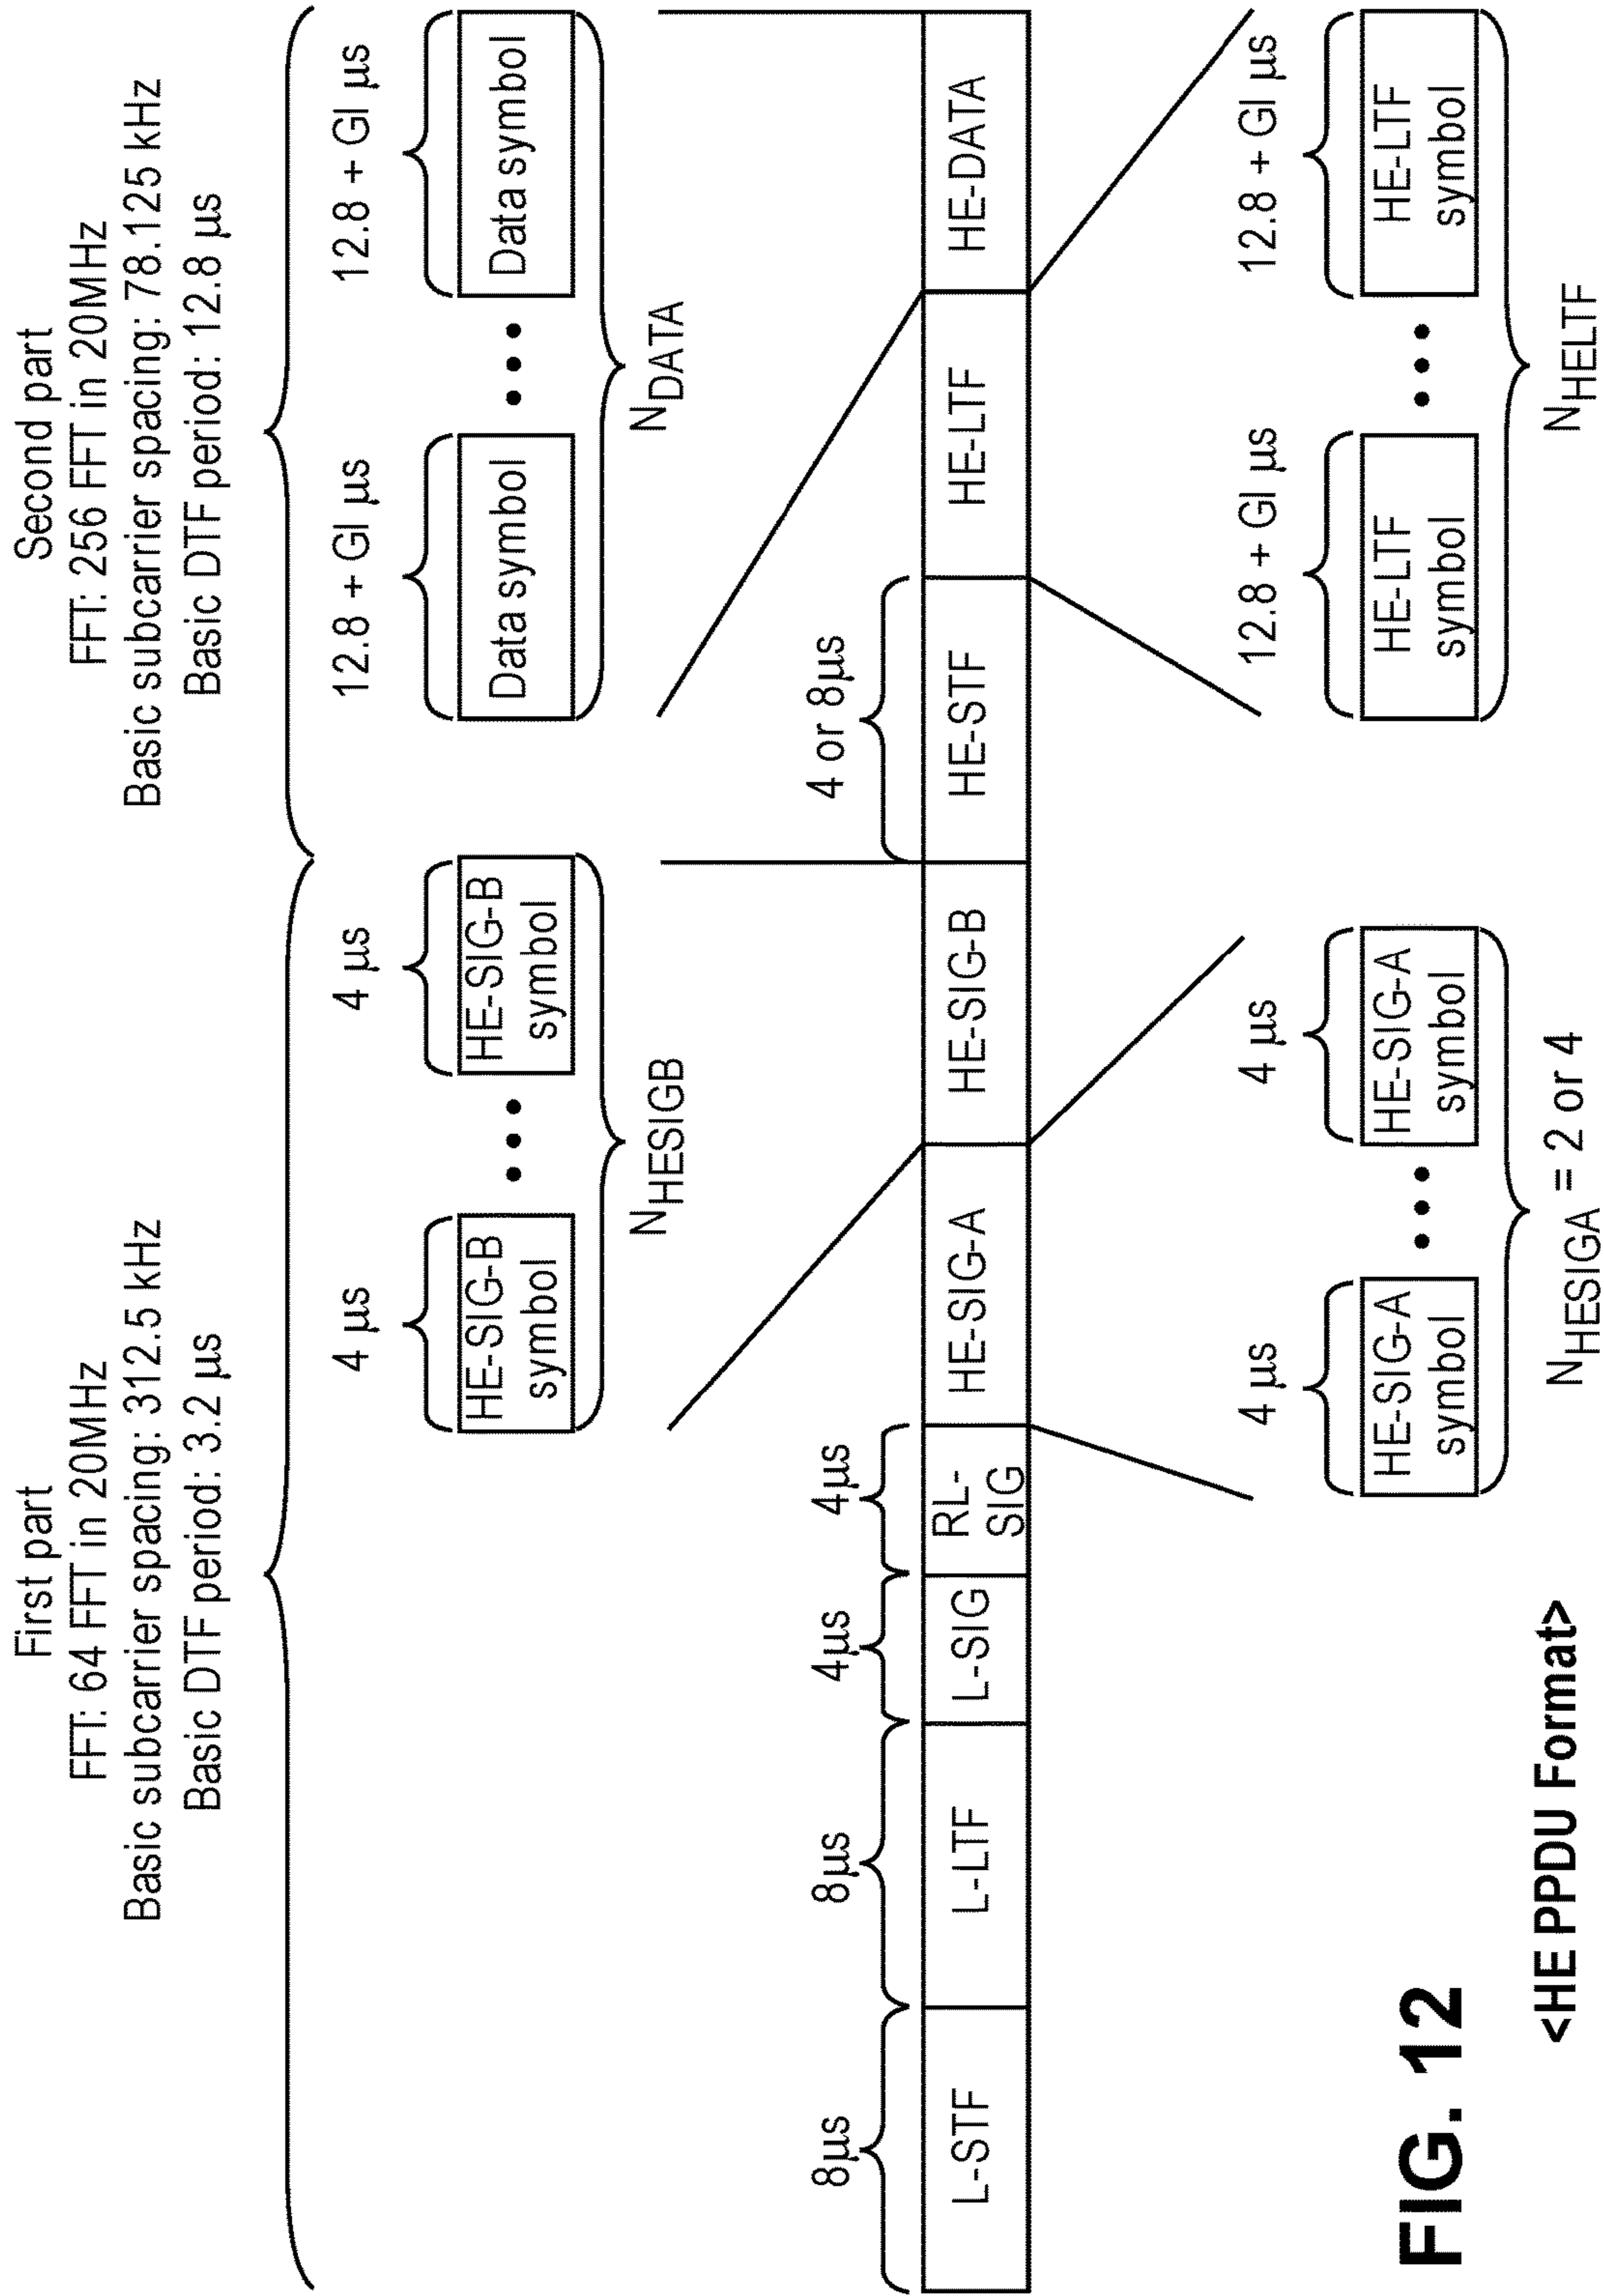 First part
FFT: 64 FFT in 20MHz
Basic subcarrier spacing: 312.5 kHz
Basic DTF period: 3.2 µs
Second part
FFT: 256 FFT in 20MHz
Basic subcarrier spacing: 78.125 kHz
Basic DTF period: 12.8 µs
4 µs
4 µs
12.8 + GI µs
12.8 + GI µs
HE-SIG-B
symbol
HE-SIG-B
symbol
Data symbol
Data symbol
NHESIGB
NDATA
8µs
8µs
4µs
4µs
4 or 8µs
L-STF
L-LTF
L-SIG
RL-
SIG
HE-SIG-A
HE-SIG-B
HE-STF
HE-LTF
HE-DATA
4 µs
4 µs
12.8 + GI µs
12.8 + GI µs
HE-SIG-A
symbol
HE-SIG-A
symbol
HE-LTF
symbol
HE-LTF
symbol
NHESIGA = 2 or 4
NHELTF
FIG. 12
<HE PPDU Format>